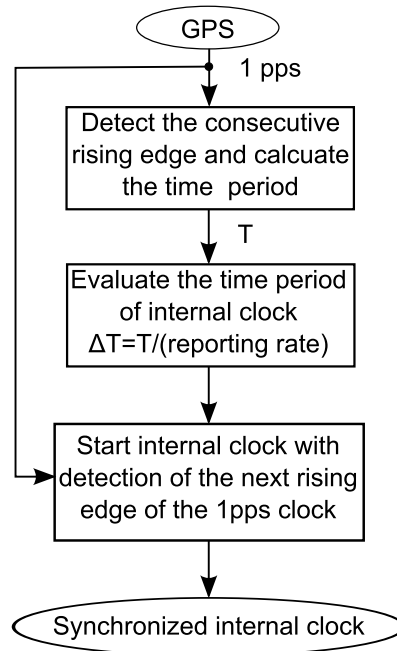 GPS
1 pps
Detect the consecutive
rising edge and calcuate
the time period
T
Evaluate the time period
of internal clock
ΔT=T/(reporting rate)
Start internal clock with
detection of the next rising
edge of the 1pps clock
Synchronized internal clock